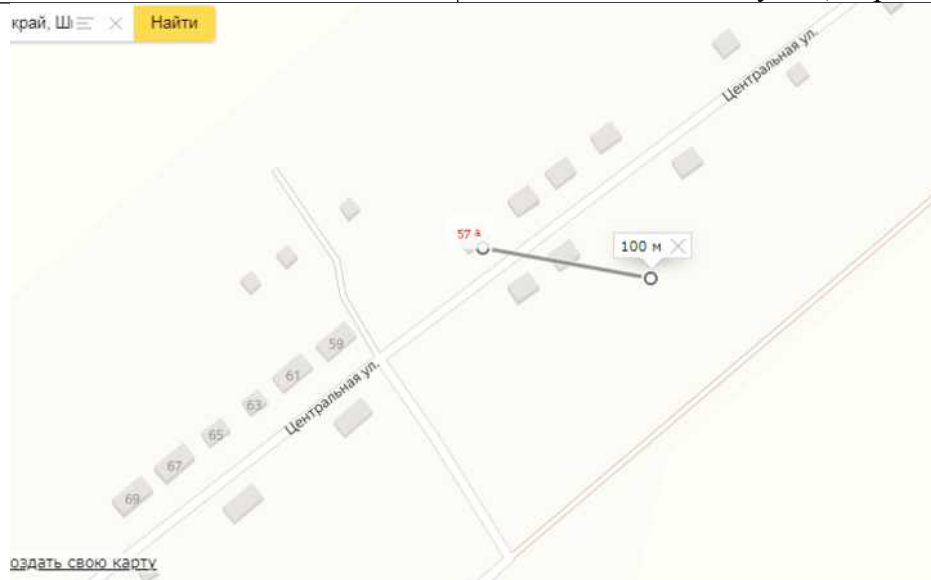 край, Ш
Найти
Центральная ул.
57 а
100 м
59
61
63
Центральная ул.
65
67
69
оздать свою карту